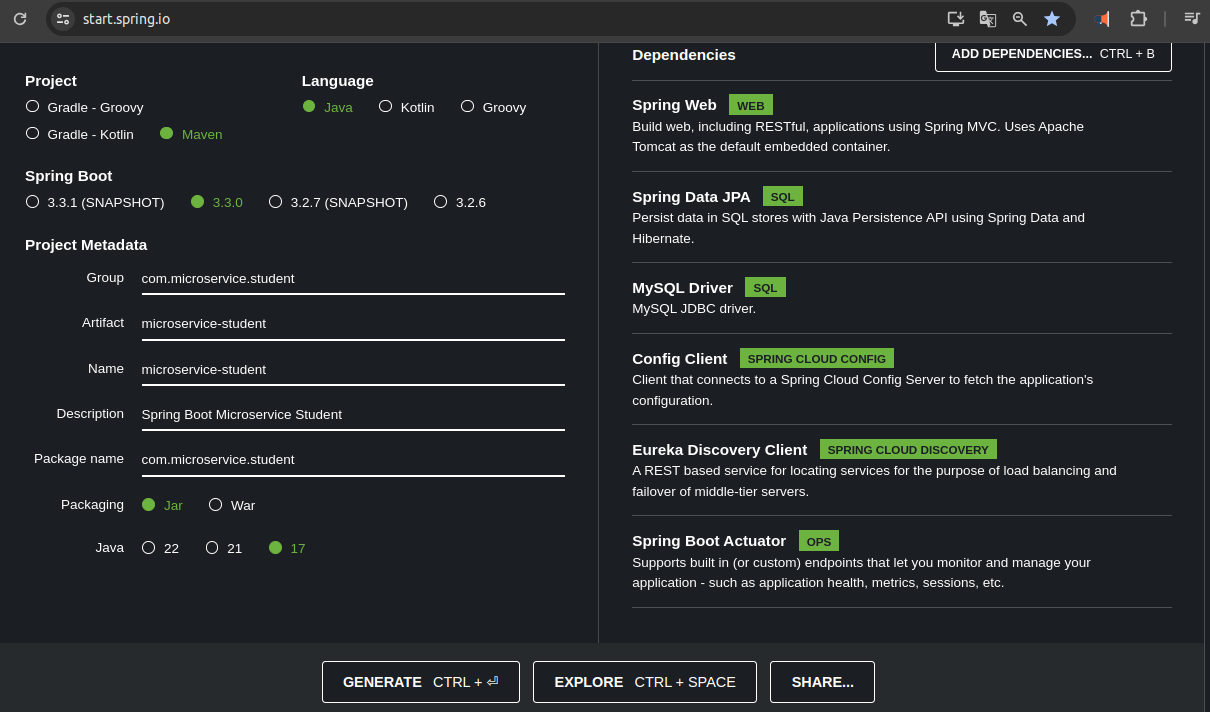 start.spring.io
Project
Gradle - Groovy
Gradle - Kotlin Maven
Language
Java Kotlin Groovy
Spring Boot
3.3.1 (SNAPSHOT) 3.3.0 3.2.7 (SNAPSHOT) 3.2.6
Project Metadata
Group com.microservice.student
Artifact microservice-student
Name microservice-student
Description Spring Boot Microservice Student
Package name com.microservice.student
Packaging Jar War
Java 22 21 17
Dependencies ADD DEPENDENCIES... CTRL + B
Spring Web WEB
Build web, including RESTful, applications using Spring MVC. Uses Apache
Tomcat as the default embedded container.
Spring Data JPA SQL
Persist data in SQL stores with Java Persistence API using Spring Data and
Hibernate.
MySQL Driver SQL
MySQL JDBC driver.
Config Client SPRING CLOUD CONFIG
Client that connects to a Spring Cloud Config Server to fetch the application's
configuration.
Eureka Discovery Client SPRING CLOUD DISCOVERY
A REST based service for locating services for the purpose of load balancing and
failover of middle-tier servers.
Spring Boot Actuator OPS
Supports built in (or custom) endpoints that let you monitor and manage your
application - such as application health, metrics, sessions, etc.
GENERATE CTRL + ⏎ EXPLORE CTRL + SPACE SHARE...